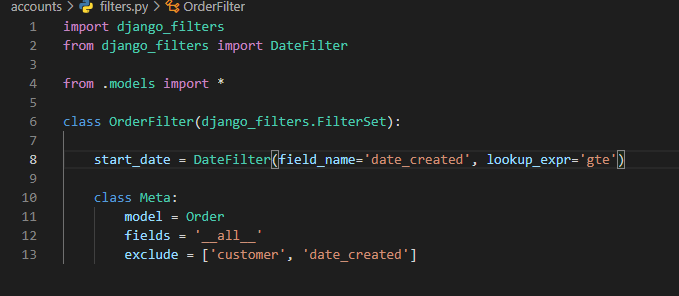 accounts > filters.py > OrderFilter
1 import django_filters
2 from django_filters import DateFilter
3
4 from .models import *
5
6 class OrderFilter(django_filters.FilterSet):
7
8     start_date = DateFilter(field_name='date_created', lookup_expr='gte')
9
10     class Meta:
11         model = Order
12         fields = '__all__'
13         exclude = ['customer', 'date_created']